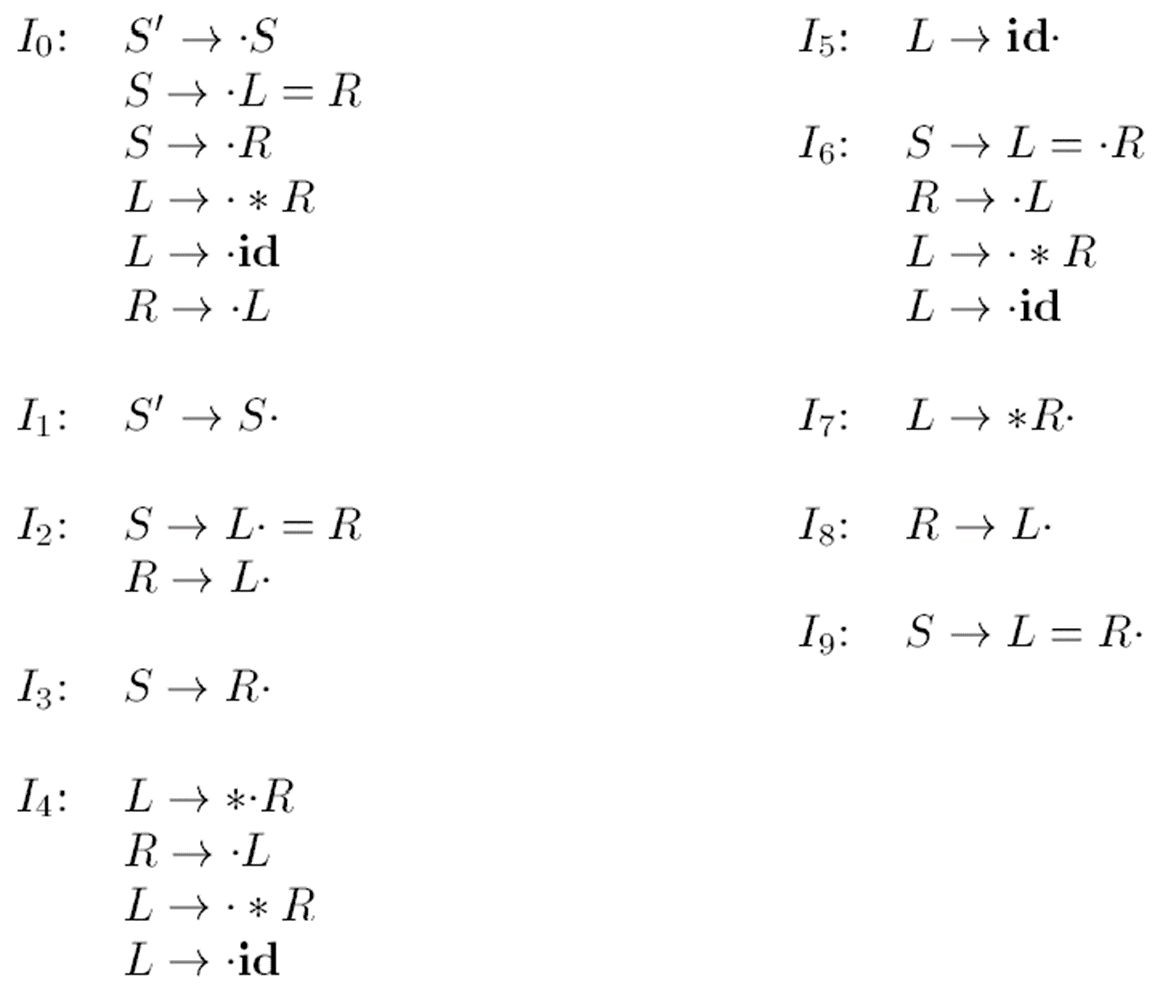 I₀: S′ → ·S
S → ·L = R
S → ·R
L → · ∗ R
L → ·id
R → ·L
I₁: S′ → S·
I₂: S → L· = R
R → L·
I₃: S → R·
I₄: L → ∗·R
R → ·L
L → · ∗ R
L → ·id
I₅: L → id·
I₆: S → L = ·R
R → ·L
L → · ∗ R
L → ·id
I₇: L → ∗R·
I₈: R → L·
I₉: S → L = R·